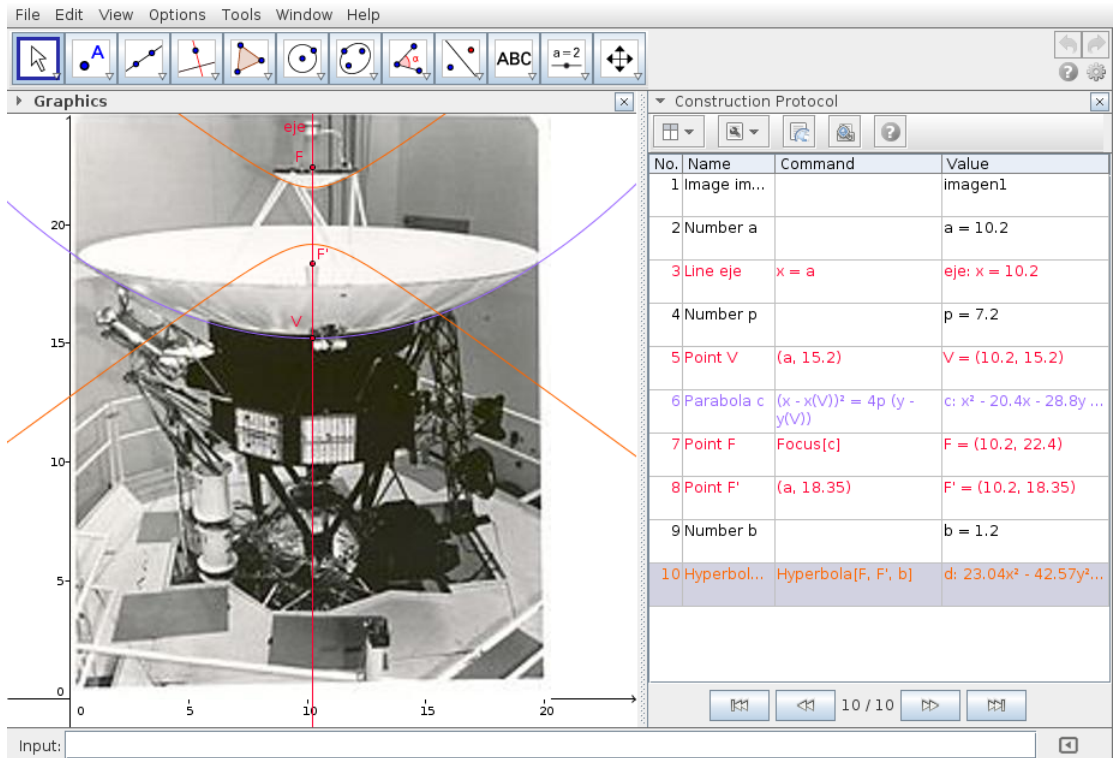 File Edit View Options Tools Window Help
A
α
ABC
a=2
Graphics
Construction Protocol
eje
F
F'
V
20
15
10
5
0
0 5 10 15 20
No. Name Command Value
1 Image im... imagen1
2 Number a a = 10.2
3 Line eje x = a eje: x = 10.2
4 Number p p = 7.2
5 Point V (a, 15.2) V = (10.2, 15.2)
6 Parabola c (x - x(V))² = 4p (y - c: x² - 20.4x - 28.8y ...
y(V))
7 Point F Focus[c] F = (10.2, 22.4)
8 Point F' (a, 18.35) F' = (10.2, 18.35)
9 Number b b = 1.2
10 Hyperbol... Hyperbola[F, F', b] d: 23.04x² - 42.57y²...
10 / 10
Input: